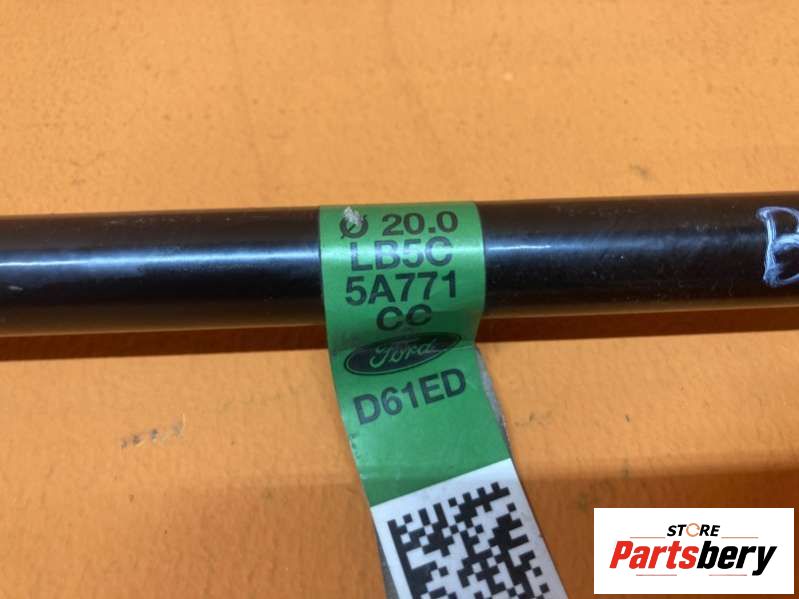 Ø 20.0
LB5C
5A771
CC
Ford
D61ED
B
STORE
Partsbery